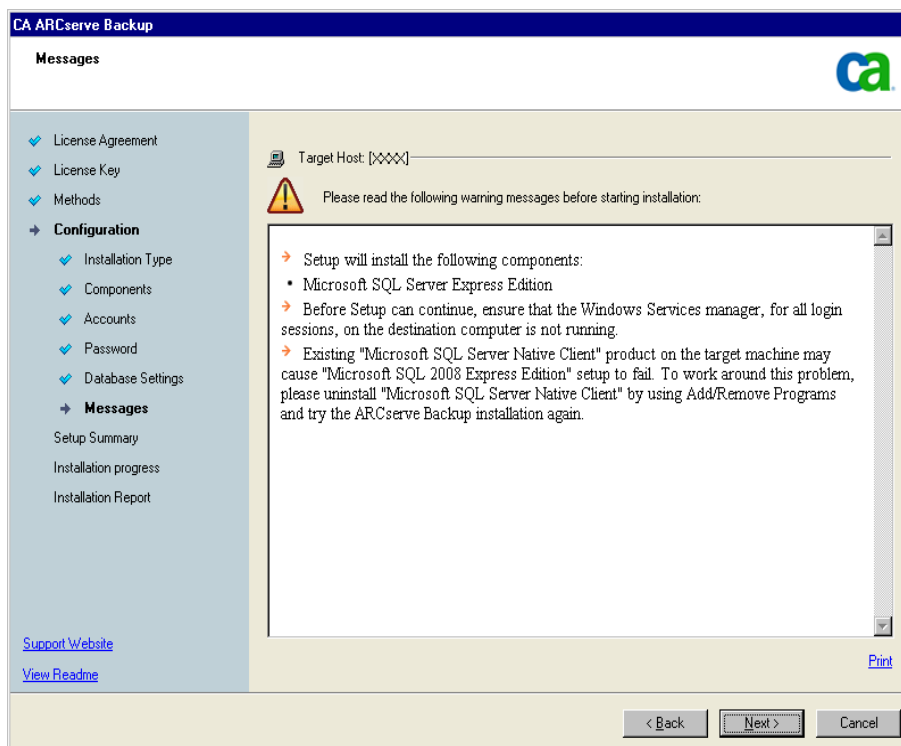 CA ARCserve Backup
Messages
ca
License Agreement
License Key
Methods
Configuration
Installation Type
Components
Accounts
Password
Database Settings
Messages
Setup Summary
Installation progress
Installation Report
Support Website
View Readme
Target Host: [XXXX]
Please read the following warning messages before starting installation:
Setup will install the following components:
• Microsoft SQL Server Express Edition
Before Setup can continue, ensure that the Windows Services manager, for all login
sessions, on the destination computer is not running.
Existing "Microsoft SQL Server Native Client" product on the target machine may
cause "Microsoft SQL 2008 Express Edition" setup to fail. To work around this problem,
please uninstall "Microsoft SQL Server Native Client" by using Add/Remove Programs
and try the ARCserve Backup installation again.
Print
< Back
Next >
Cancel